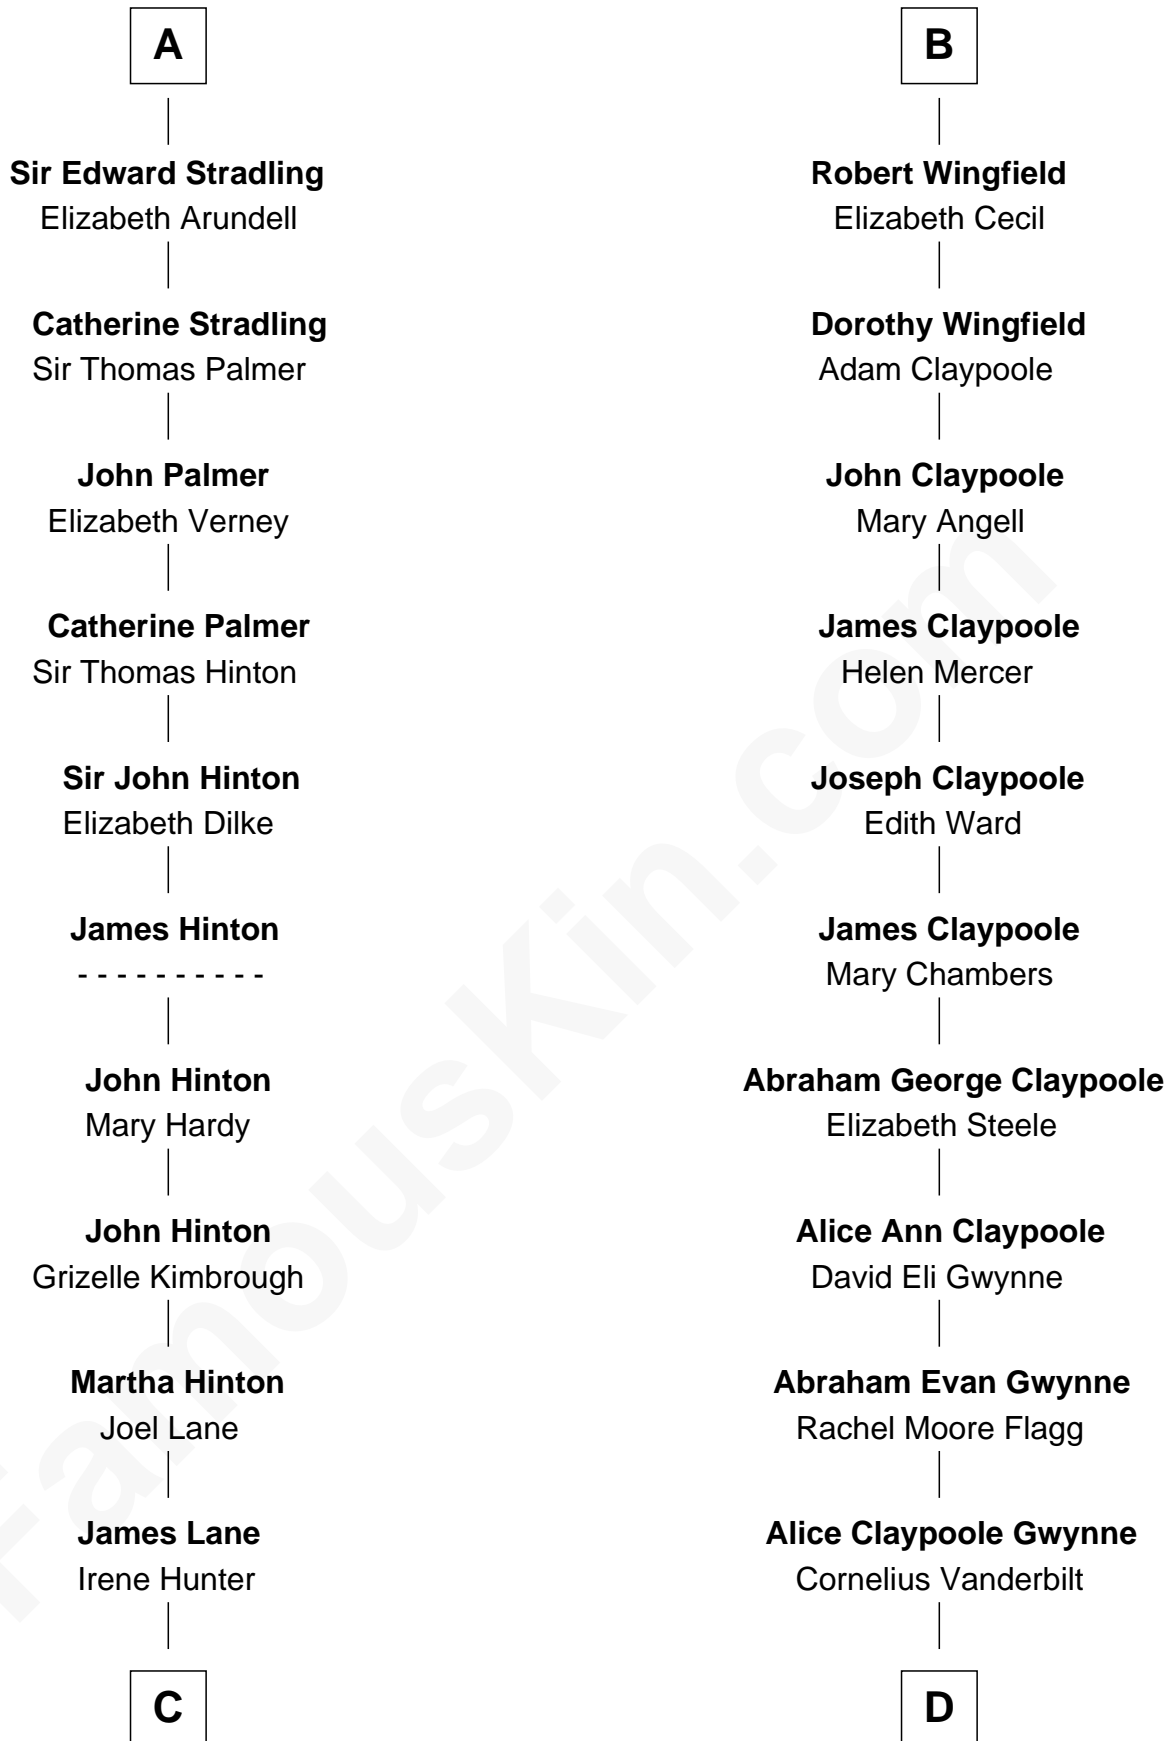 A
Sir Edward Stradling
Elizabeth Arundell
Catherine Stradling
Sir Thomas Palmer
John Palmer
Elizabeth Verney
Catherine Palmer
Sir Thomas Hinton
Sir John Hinton
Elizabeth Dilke
James Hinton
- - - - - - - - - -
John Hinton
Mary Hardy
John Hinton
Grizelle Kimbrough
Martha Hinton
Joel Lane
James Lane
Irene Hunter
C
B
Robert Wingfield
Elizabeth Cecil
Dorothy Wingfield
Adam Claypoole
John Claypoole
Mary Angell
James Claypoole
Helen Mercer
Joseph Claypoole
Edith Ward
James Claypoole
Mary Chambers
Abraham George Claypoole
Elizabeth Steele
Alice Ann Claypoole
David Eli Gwynne
Abraham Evan Gwynne
Rachel Moore Flagg
Alice Claypoole Gwynne
Cornelius Vanderbilt
D
FamousKin.com